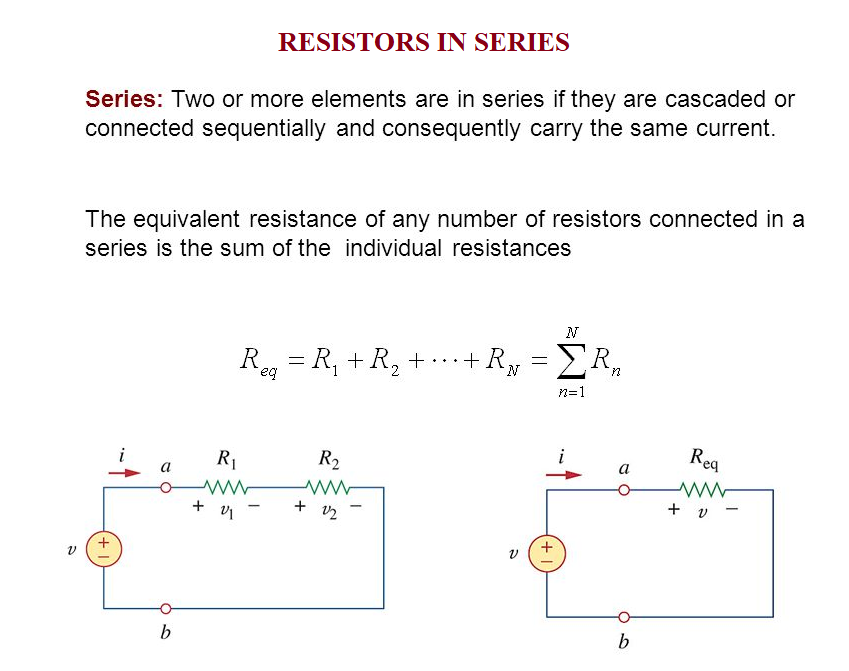 RESISTORS IN SERIES
Series: Two or more elements are in series if they are cascaded or
connected sequentially and consequently carry the same current.
The equivalent resistance of any number of resistors connected in a
series is the sum of the individual resistances
R_eq = R_1 + R_2 + ··· + R_N = \sum_{n=1}^{N} R_n
i
a
R1
R2
+ v1 −
+ v2 −
v
+
−
b
i
a
Req
+ v −
v
+
−
b